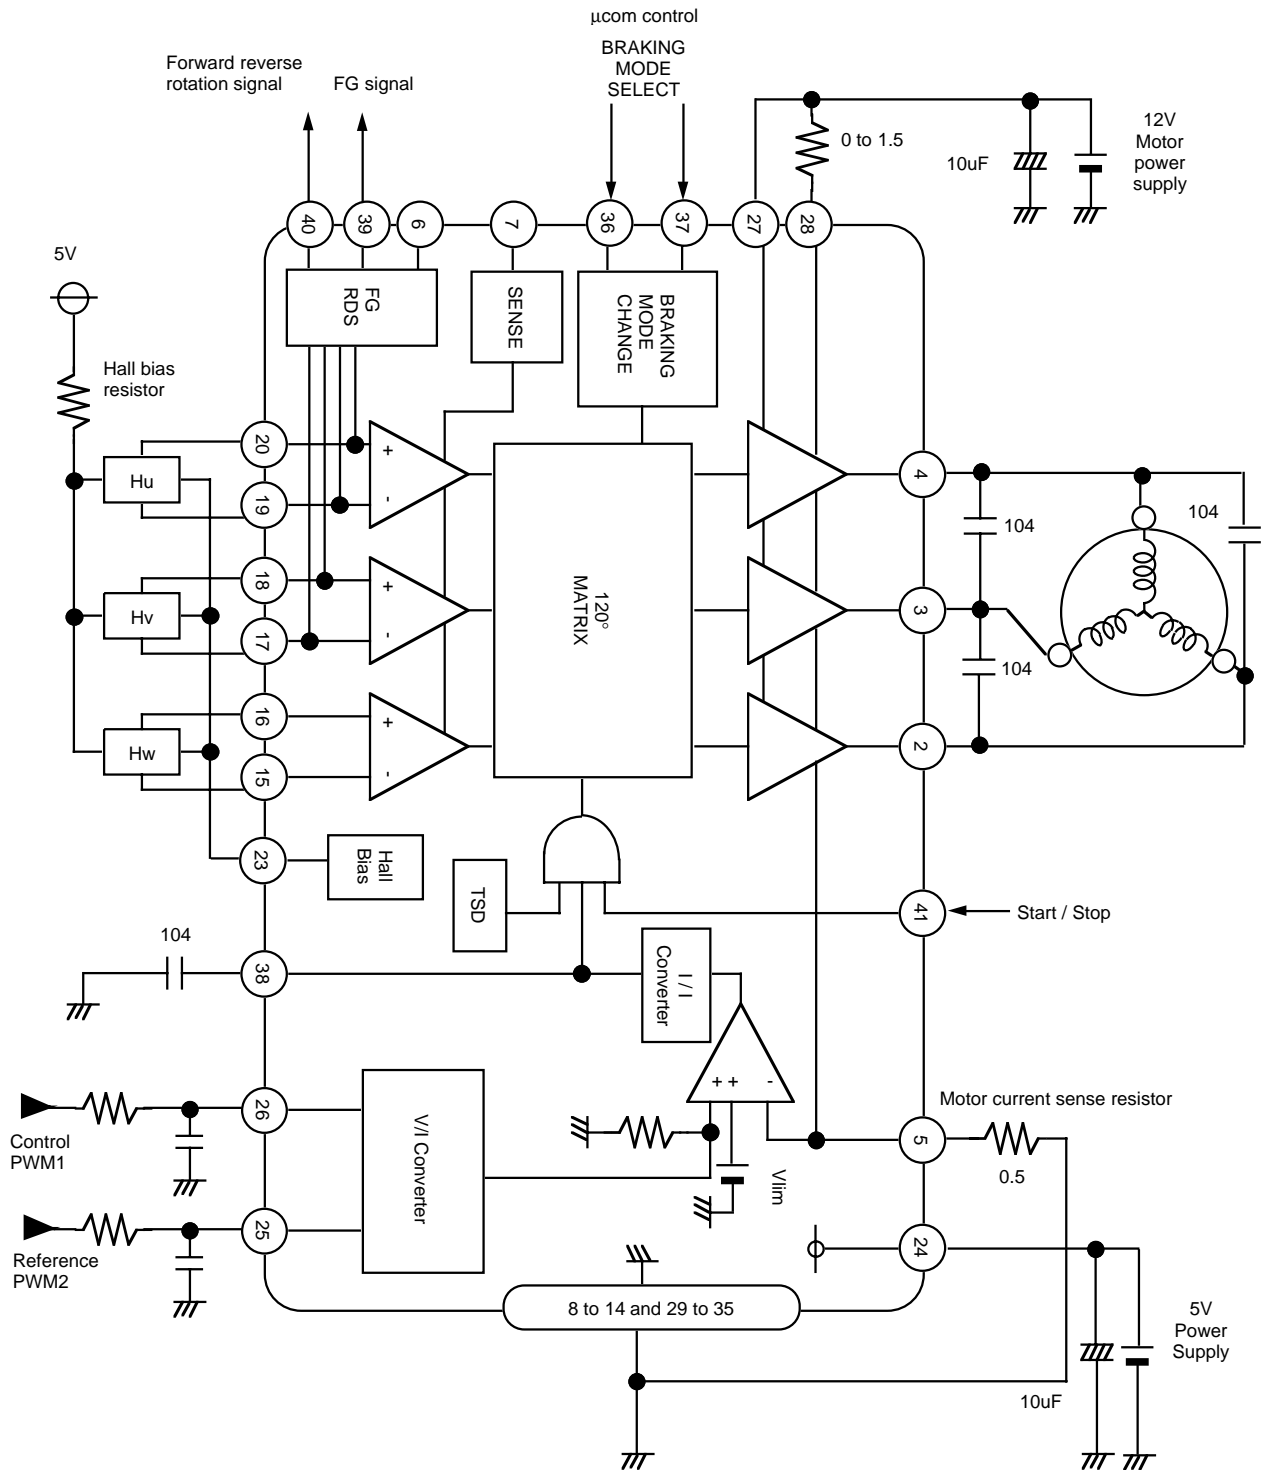 μcom control
BRAKING
MODE
SELECT
Forward reverse
rotation signal
FG signal
12V
Motor
power
supply
0 to 1.5
10uF
40
39
6
7
36
37
27
28
5V
FG
RDS
SENSE
BRAKING
MODE
CHANGE
Hall bias
resistor
20
+
Hu
-
19
4
104
104
18
+
Hv
-
17
120°
MATRIX
3
104
16
+
Hw
-
15
2
23
Hall
Bias
TSD
41
Start / Stop
104
38
I / I
Converter
+ +
-
26
Control
PWM1
V/I Converter
Vlim
5
Motor current sense resistor
0.5
25
Reference
PWM2
24
8 to 14 and 29 to 35
5V
Power
Supply
10uF